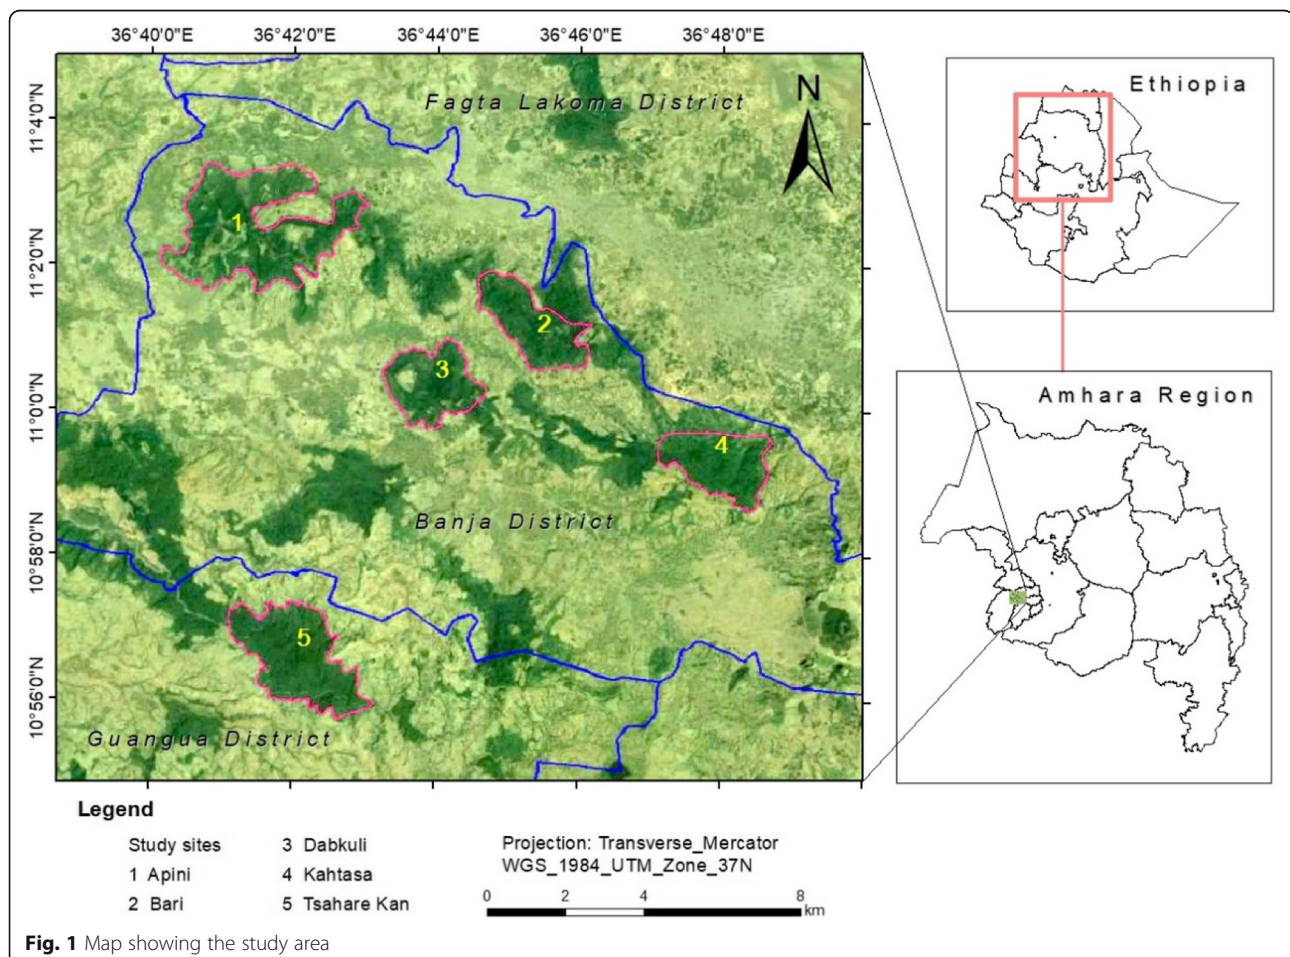 36°40'0"E 36°42'0"E 36°44'0"E 36°46'0"E 36°48'0"E
11°4'0"N
11°2'0"N
11°0'0"N
10°58'0"N
10°56'0"N
Fagta Lakoma District
N
1
2
3
4
Banja District
5
Guangua District
Ethiopia
Amhara Region
Legend
Study sites
1 Apini
2 Bari
3 Dabkuli
4 Kahtasa
5 Tsahare Kan
Projection: Transverse_Mercator
WGS_1984_UTM_Zone_37N
0 2 4 8
km
Fig. 1 Map showing the study area